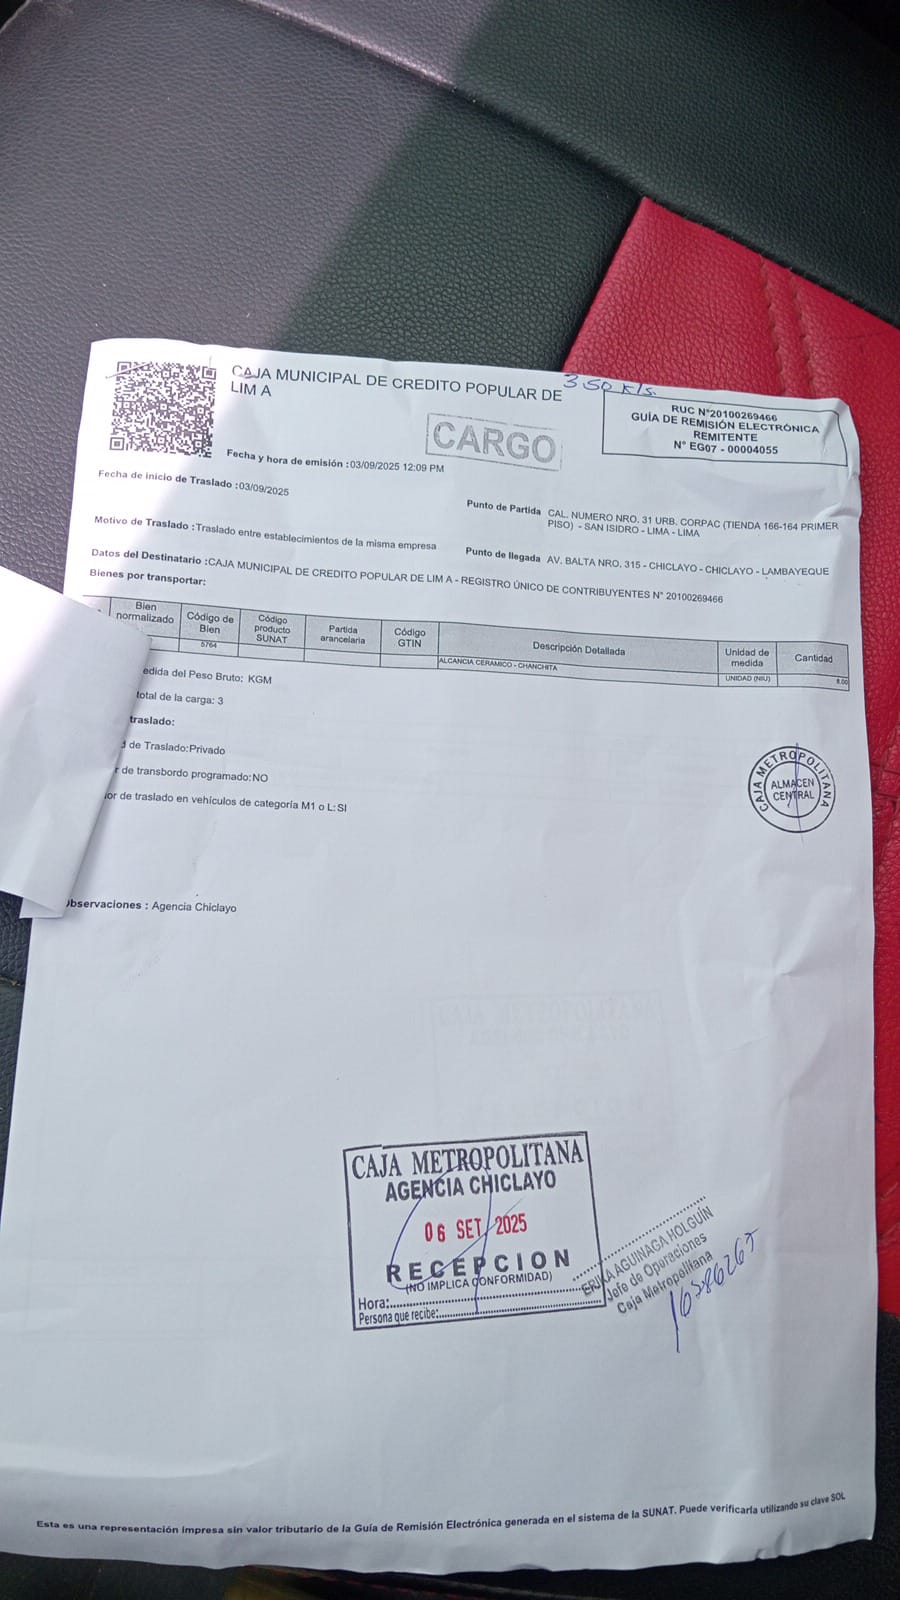 CAJA MUNICIPAL DE CREDITO POPULAR DE
LIM A
3.50 Kls.
CARGO
RUC N°20100269466
GUÍA DE REMISIÓN ELECTRÓNICA
REMITENTE
N° EG07 - 00004055
Fecha y hora de emisión :03/09/2025 12:09 PM
Fecha de inicio de Traslado :03/09/2025
Punto de Partida CAL. NUMERO NRO. 31 URB. CORPAC (TIENDA 166-164 PRIMER
PISO) - SAN ISIDRO - LIMA - LIMA
Motivo de Traslado :Traslado entre establecimientos de la misma empresa
Punto de llegada AV. BALTA NRO. 315 - CHICLAYO - CHICLAYO - LAMBAYEQUE
Datos del Destinatario :CAJA MUNICIPAL DE CREDITO POPULAR DE LIM A - REGISTRO ÚNICO DE CONTRIBUYENTES N° 20100269466
Bienes por transportar:
Bien normalizado Código de Bien Código producto SUNAT Partida arancelaria Código GTIN Descripción Detallada Unidad de medida Cantidad
5764 ALCANCIA CERAMICO - CHANCHITA UNIDAD (NIU) 8.00
edida del Peso Bruto: KGM
total de la carga: 3
traslado:
d de Traslado:Privado
r de transbordo programado:NO
or de traslado en vehículos de categoría M1 o L:SI
CAJA METROPOLITANA
ALMACEN
CENTRAL
Observaciones : Agencia Chiclayo
CAJA METROPOLITANA
AGENCIA CHICLAYO
06 SET. 2025
RECEPCION
(NO IMPLICA CONFORMIDAD)
Hora:
Persona que recibe:
ERIKA AGUINAGA HOLGUÍN
Jefe de Operaciones
Caja Metropolitana
Esta es una representación impresa sin valor tributario de la Guía de Remisión Electrónica generada en el sistema de la SUNAT. Puede verificarla utilizando su clave SOL